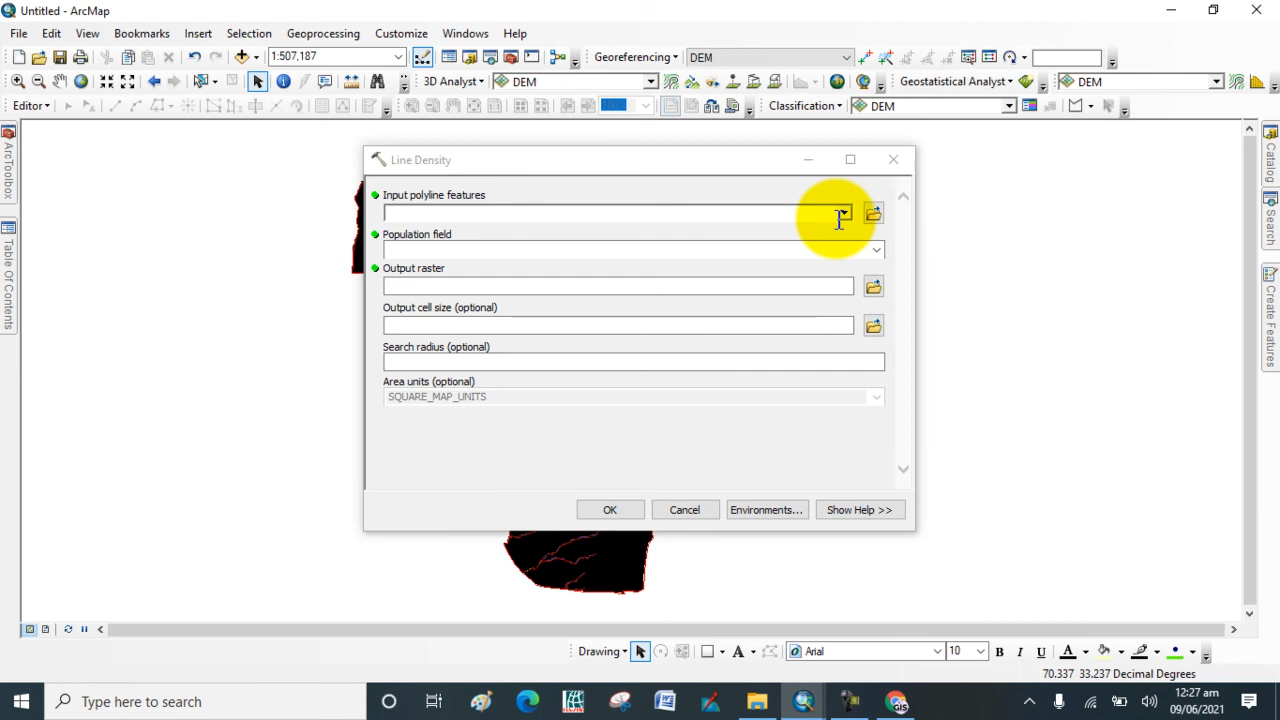 Untitled - ArcMap
File Edit View Bookmarks Insert Selection Geoprocessing Customize Windows Help
1:507,187 Georeferencing DEM
3D Analyst DEM Geostatistical Analyst DEM
Editor Classification DEM
ArcToolbox
Table Of Contents
Catalog
Search
Create Features
Line Density
Input polyline features
Population field
Output raster
Output cell size (optional)
Search radius (optional)
Area units (optional)
SQUARE_MAP_UNITS
OK Cancel Environments... Show Help >>
Drawing A Arial 10 B I U A
70.337 33.237 Decimal Degrees
Type here to search
GIS
12:27 am
09/06/2021